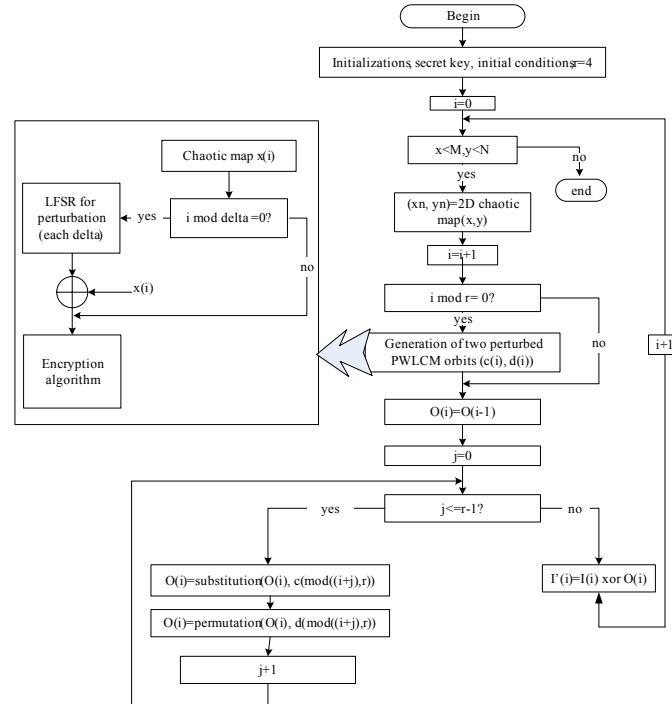 Begin
Initializations, secret key, initial conditions,r=4
i=0
x<M,y<N
no
end
yes
(xn, yn)=2D chaotic
map(x,y)
i=i+1
i mod r= 0?
yes
no
Generation of two perturbed
PWLCM orbits (c(i), d(i))
i+1
O(i)=O(i-1)
j=0
j<=r-1?
yes
no
O(i)=substitution(O(i), c(mod((i+j),r))
O(i)=permutation(O(i), d(mod((i+j),r))
j+1
I'(i)=I(i) xor O(i)
Chaotic map x(i)
i mod delta =0?
yes
no
LFSR for
perturbation
(each delta)
x(i)
Encryption
algorithm